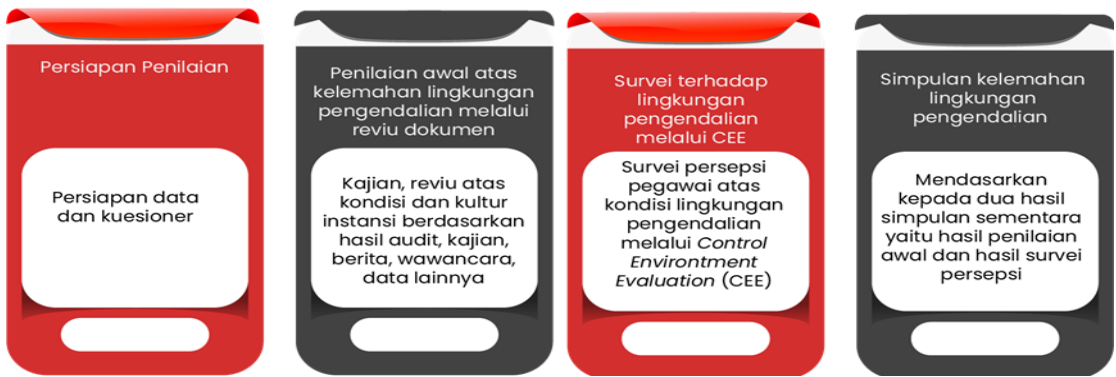 Persiapan Penilaian
Persiapan data
dan kuesioner
Penilaian awal atas
kelemahan lingkungan
pengendalian melalui
reviu dokumen
Kajian, reviu atas
kondisi dan kultur
instansi berdasarkan
hasil audit, kajian,
berita, wawancara,
data lainnya
Survei terhadap
lingkungan
pengendalian
melalui CEE
Survei persepsi
pegawai atas
kondisi lingkungan
pengendalian
melalui Control
Environtment
Evaluation (CEE)
Simpulan kelemahan
lingkungan
pengendalian
Mendasarkan
kepada dua hasil
simpulan sementara
yaitu hasil penilaian
awal dan hasil survei
persepsi